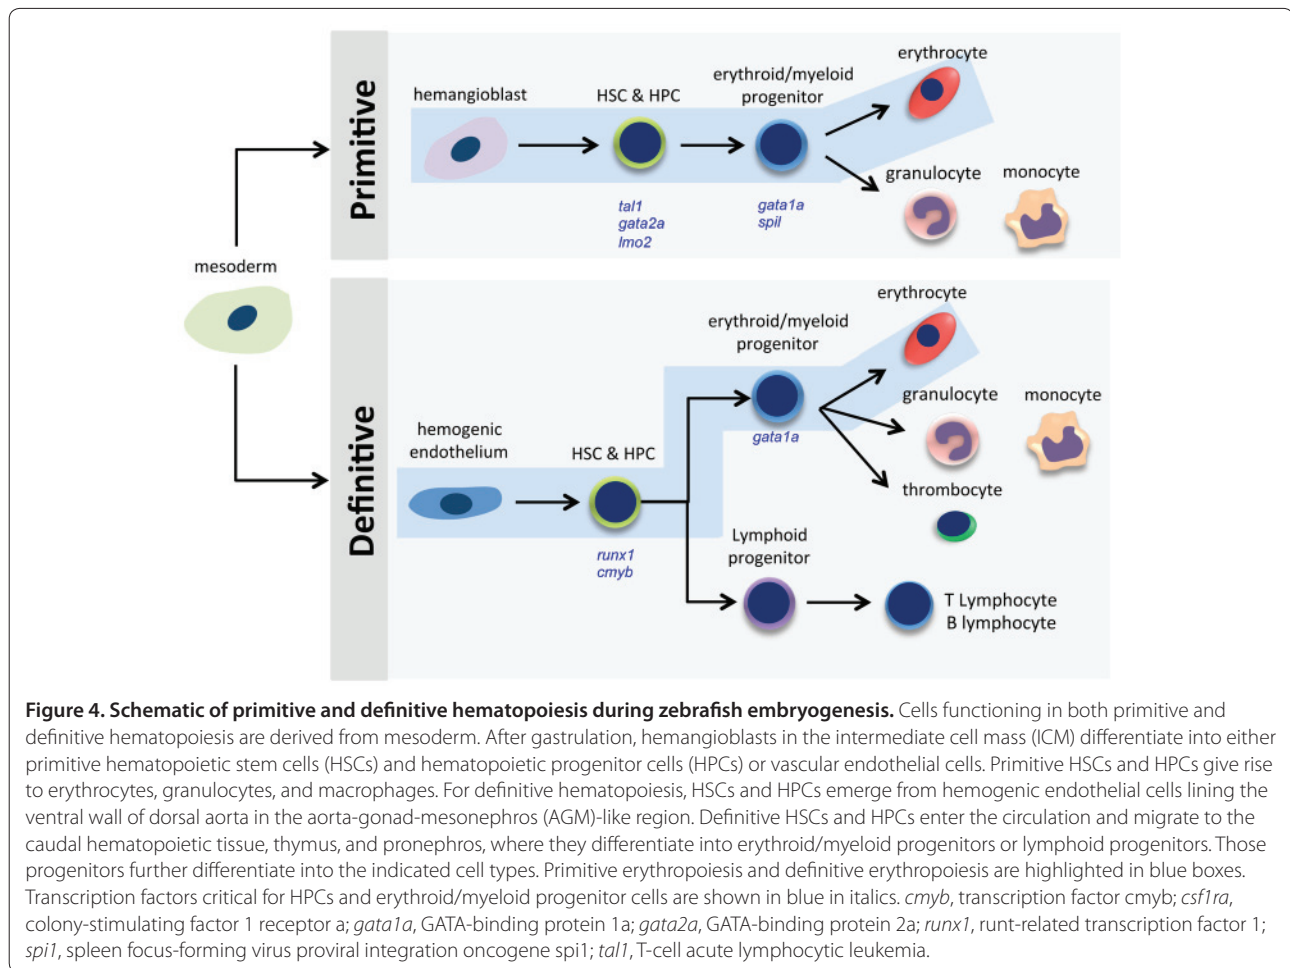 Primitive
hemangioblast
HSC & HPC
erythroid/myeloid
progenitor
erythrocyte
granulocyte
monocyte
tal1
gata2a
lmo2
gata1a
spil
mesoderm
Definitive
hemogenic
endothelium
HSC & HPC
erythroid/myeloid
progenitor
erythrocyte
granulocyte
monocyte
gata1a
thrombocyte
runx1
cmyb
Lymphoid
progenitor
T Lymphocyte
B lymphocyte
Figure 4. Schematic of primitive and definitive hematopoiesis during zebrafish embryogenesis. Cells functioning in both primitive and
definitive hematopoiesis are derived from mesoderm. After gastrulation, hemangioblasts in the intermediate cell mass (ICM) differentiate into either
primitive hematopoietic stem cells (HSCs) and hematopoietic progenitor cells (HPCs) or vascular endothelial cells. Primitive HSCs and HPCs give rise
to erythrocytes, granulocytes, and macrophages. For definitive hematopoiesis, HSCs and HPCs emerge from hemogenic endothelial cells lining the
ventral wall of dorsal aorta in the aorta-gonad-mesonephros (AGM)-like region. Definitive HSCs and HPCs enter the circulation and migrate to the
caudal hematopoietic tissue, thymus, and pronephros, where they differentiate into erythroid/myeloid progenitors or lymphoid progenitors. Those
progenitors further differentiate into the indicated cell types. Primitive erythropoiesis and definitive erythropoiesis are highlighted in blue boxes.
Transcription factors critical for HPCs and erythroid/myeloid progenitor cells are shown in blue in italics. cmyb, transcription factor cmyb; csf1ra,
colony-stimulating factor 1 receptor a; gata1a, GATA-binding protein 1a; gata2a, GATA-binding protein 2a; runx1, runt-related transcription factor 1;
spi1, spleen focus-forming virus proviral integration oncogene spi1; tal1, T-cell acute lymphocytic leukemia.